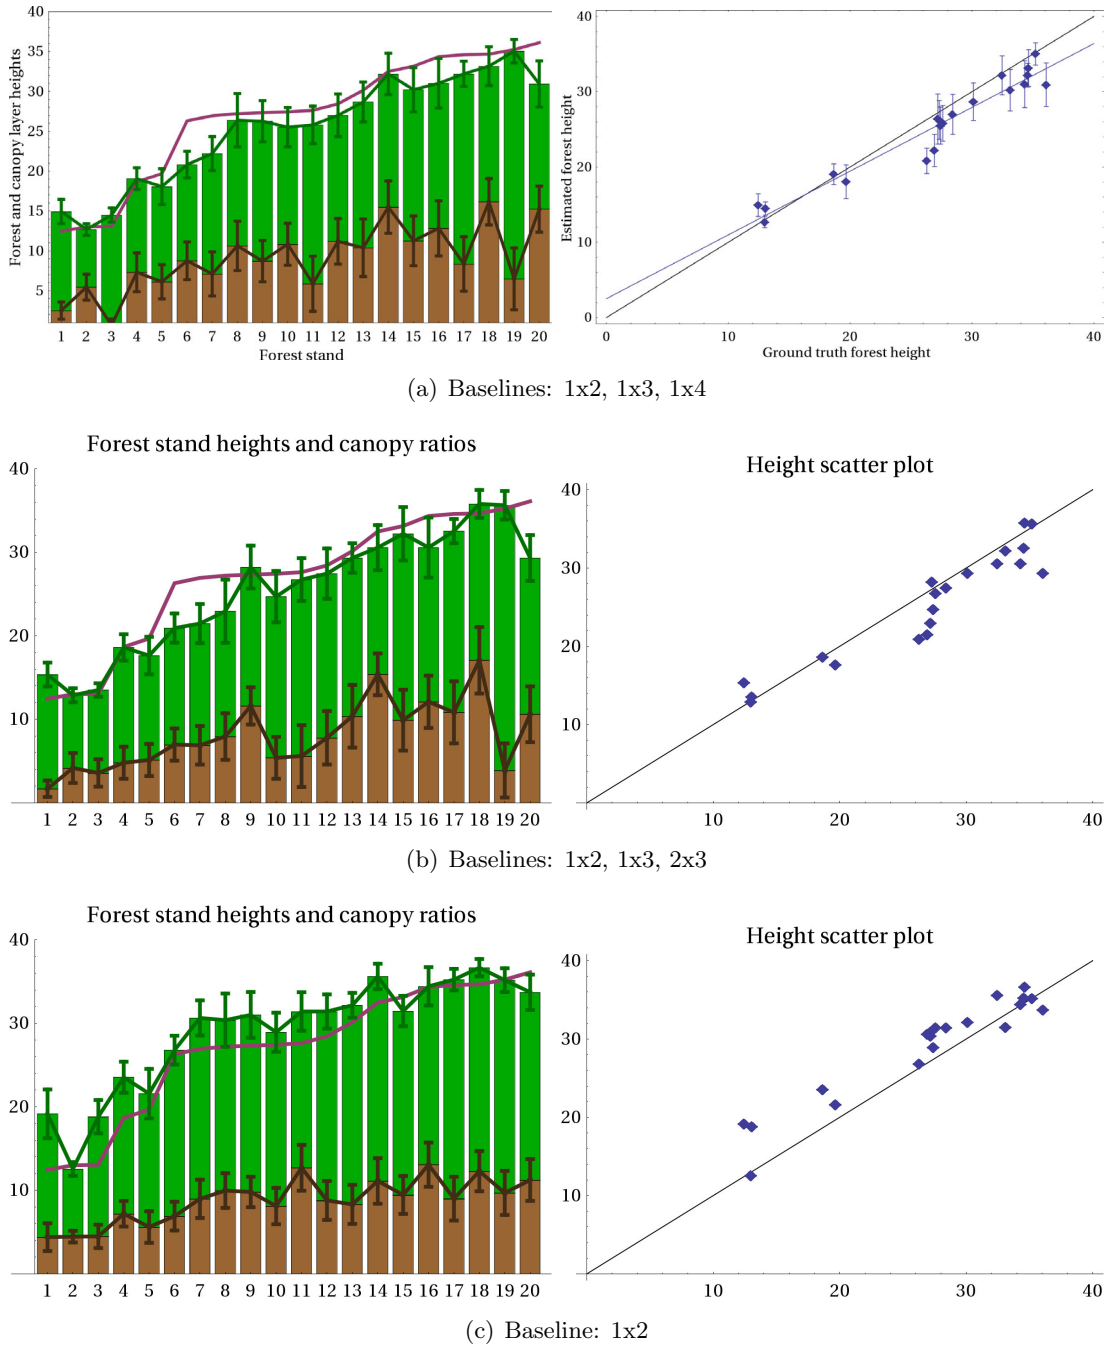 40
35
30
25
20
15
10
5
Forest and canopy layer heights
1 2 3 4 5 6 7 8 9 10 11 12 13 14 15 16 17 18 19 20
Forest stand
40
30
20
10
0
Estimated forest height
0 10 20 30 40
Ground truth forest height
(a) Baselines: 1x2, 1x3, 1x4
Forest stand heights and canopy ratios
40
30
20
10
1 2 3 4 5 6 7 8 9 10 11 12 13 14 15 16 17 18 19 20
Height scatter plot
40
30
20
10
10 20 30 40
(b) Baselines: 1x2, 1x3, 2x3
Forest stand heights and canopy ratios
40
30
20
10
1 2 3 4 5 6 7 8 9 10 11 12 13 14 15 16 17 18 19 20
Height scatter plot
40
30
20
10
10 20 30 40
(c) Baseline: 1x2